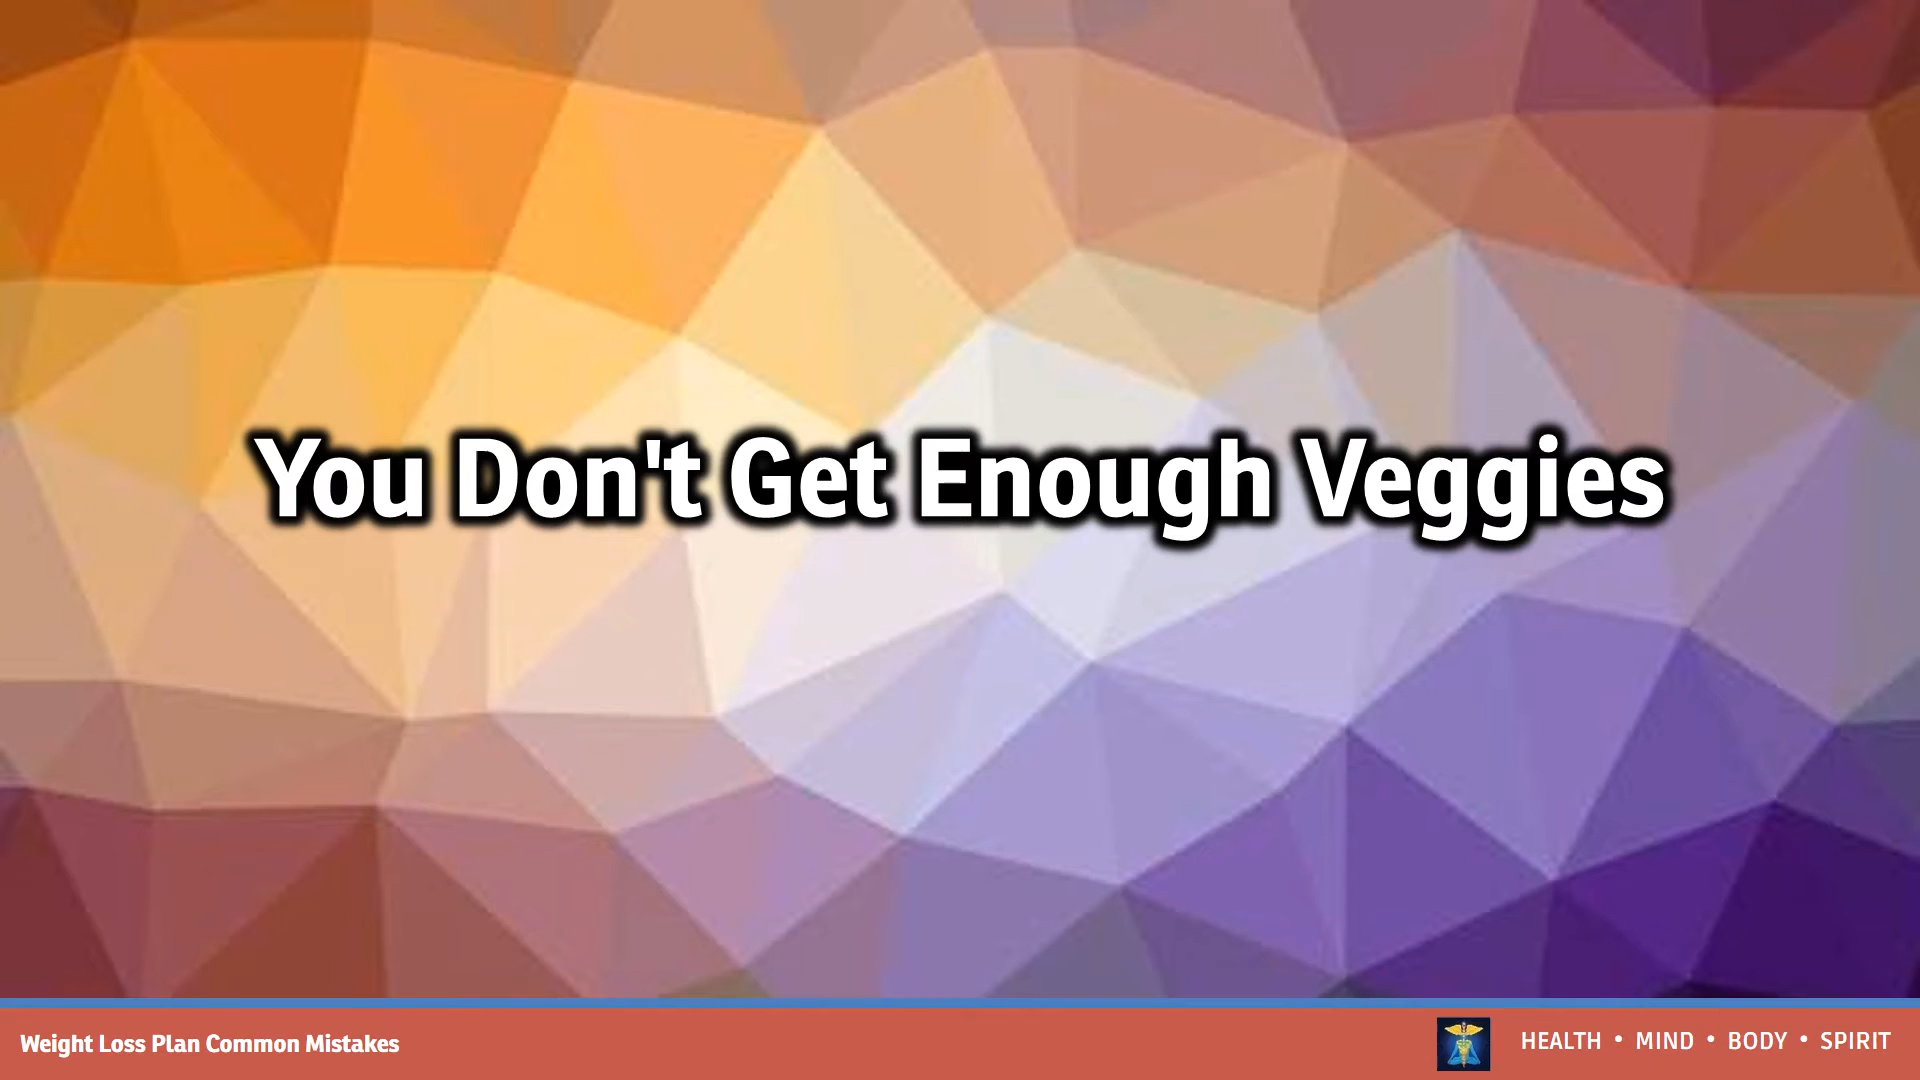 You Don't Get Enough Veggies
Weight Loss Plan Common Mistakes
HEALTH • MIND • BODY • SPIRIT